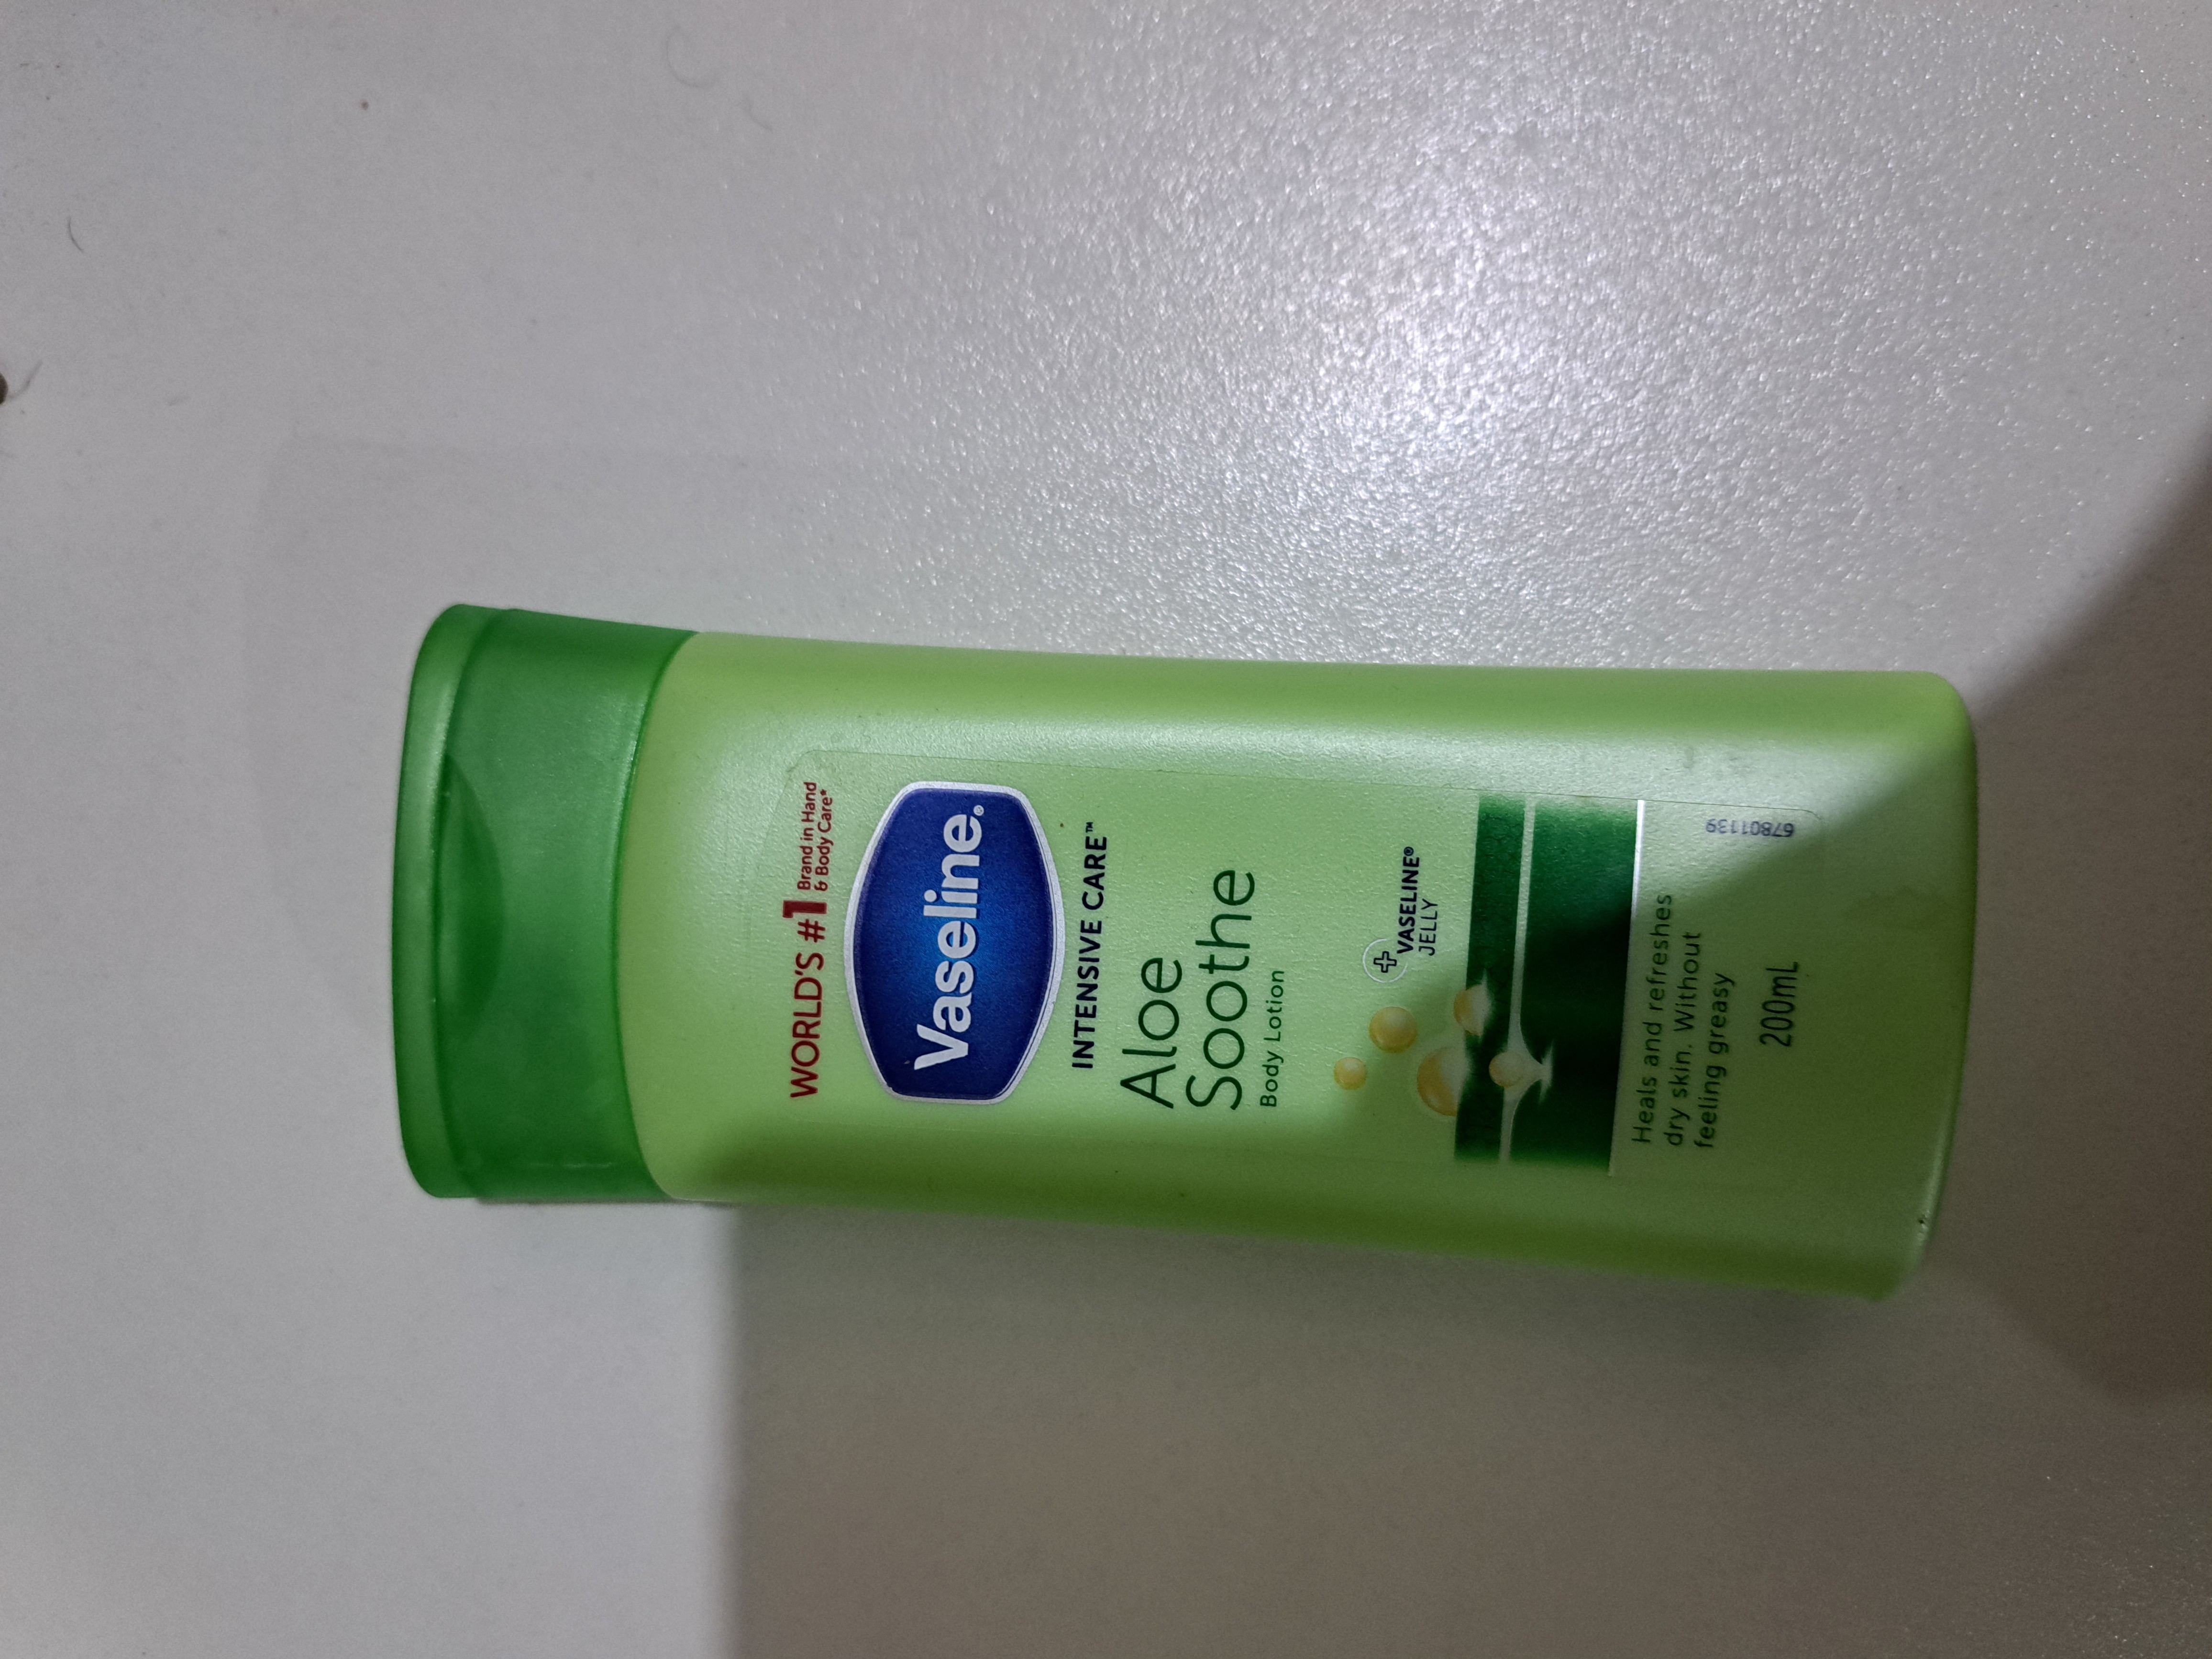 WORLD'S #1 Brand in Hand
& Body Care*
Vaseline®
INTENSIVE CARE™
Aloe
Soothe
Body Lotion
VASELINE®
JELLY
Heals and refreshes
dry skin. Without
feeling greasy
200mL
67801139